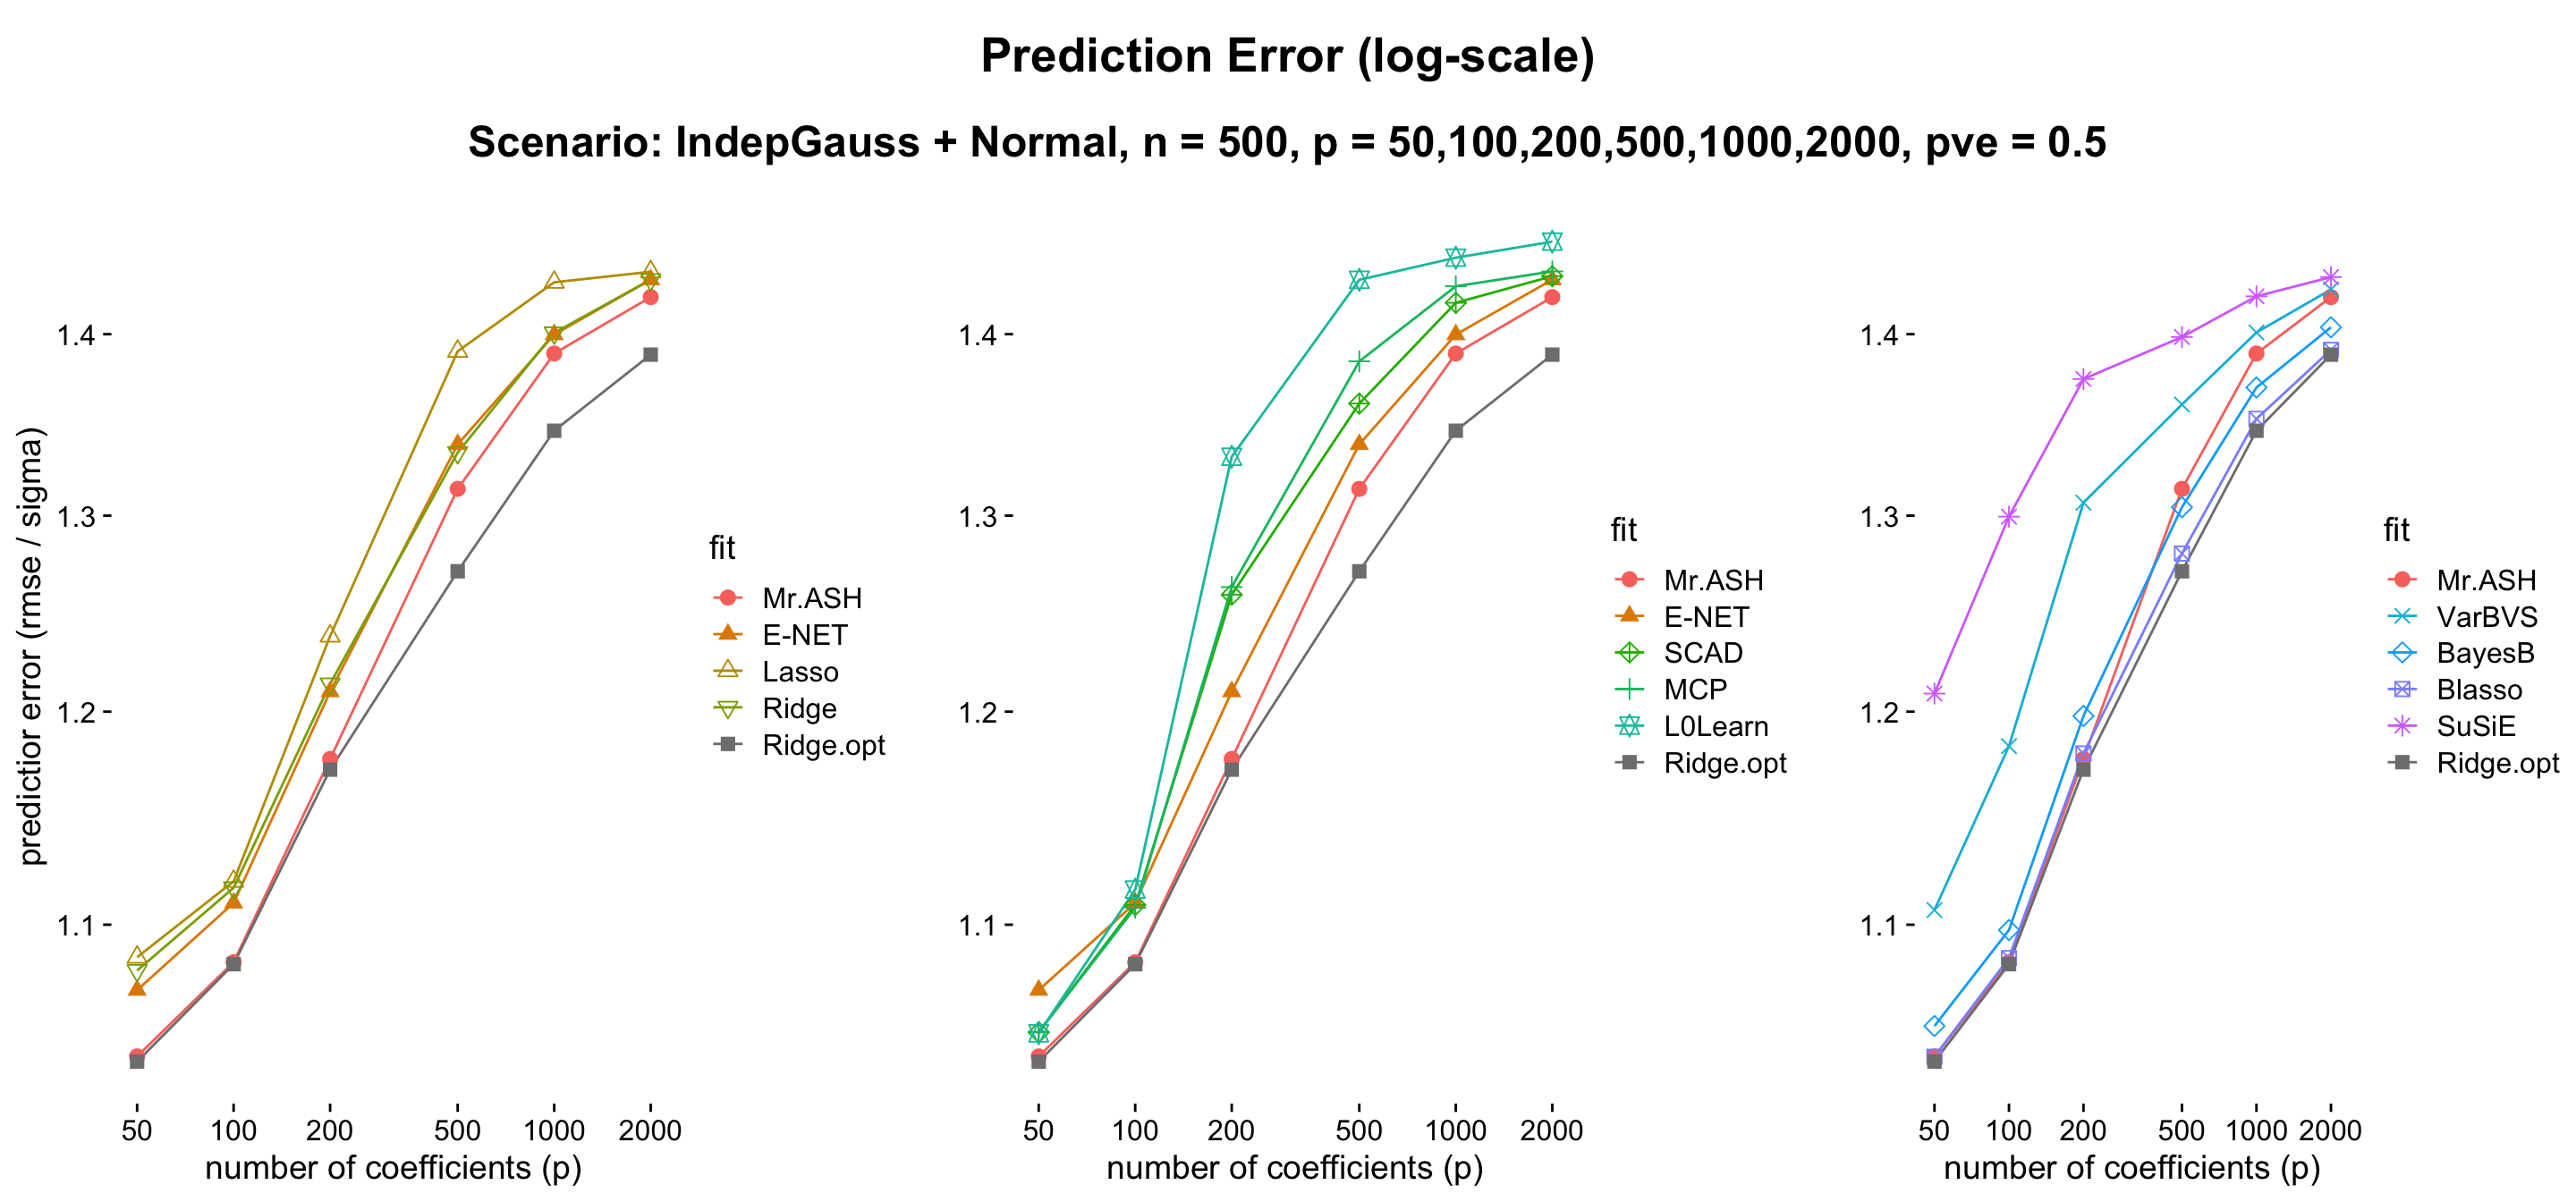 Prediction Error (log-scale)
Scenario: IndepGauss + Normal, n = 500, p = 50,100,200,500,1000,2000, pve = 0.5
predictior error (rmse / sigma)
1.4
1.3
1.2
1.1
50 100 200 500 1000 2000
number of coefficients (p)
fit
Mr.ASH
E-NET
Lasso
Ridge
Ridge.opt
1.4
1.3
1.2
1.1
50 100 200 500 1000 2000
number of coefficients (p)
fit
Mr.ASH
E-NET
SCAD
MCP
L0Learn
Ridge.opt
1.4
1.3
1.2
1.1
50 100 200 500 1000 2000
number of coefficients (p)
fit
Mr.ASH
VarBVS
BayesB
Blasso
SuSiE
Ridge.opt